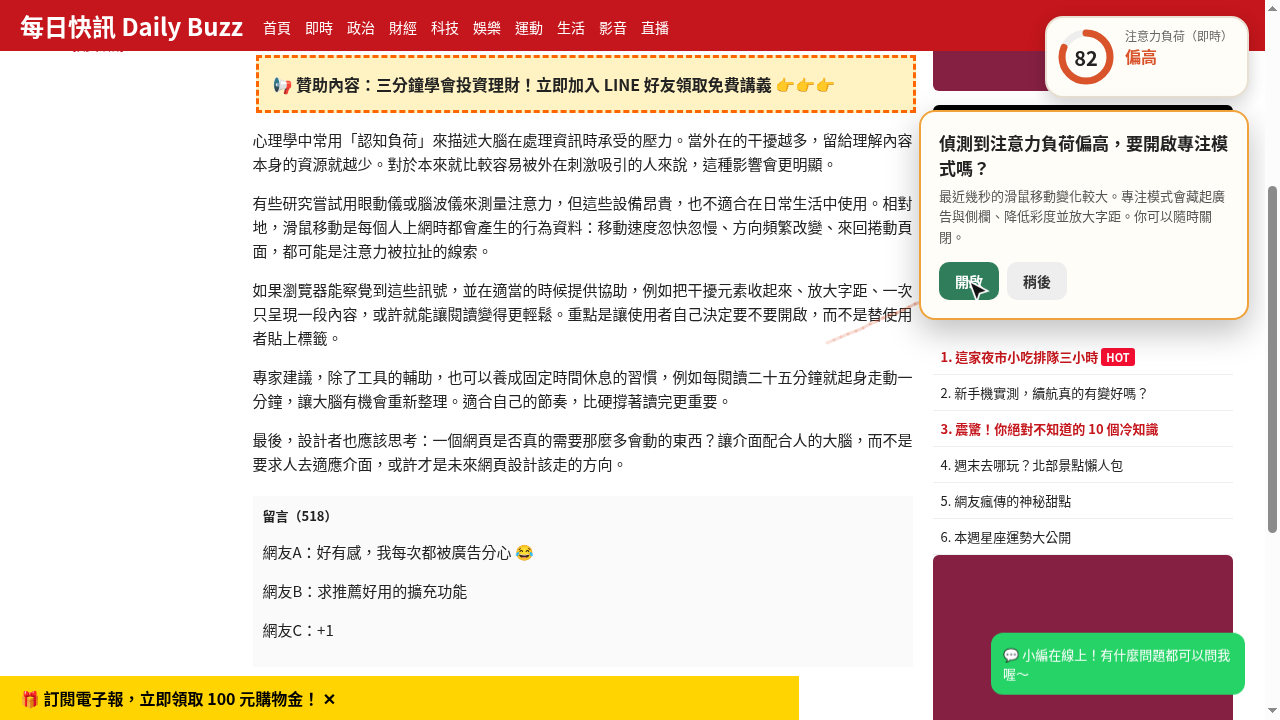 每日快訊 Daily Buzz
首頁 即時 政治 財經 科技 娛樂 運動 生活 影音 直播
注意力負荷（即時）
82
偏高
📢 贊助內容：三分鐘學會投資理財！立即加入 LINE 好友領取免費講義 👉👉👉
心理學中常用「認知負荷」來描述大腦在處理資訊時承受的壓力。當外在的干擾越多，留給理解內容
本身的資源就越少。對於本來就比較容易被外在刺激吸引的人來說，這種影響會更明顯。
有些研究嘗試用眼動儀或腦波儀來測量注意力，但這些設備昂貴，也不適合在日常生活中使用。相對
地，滑鼠移動是每個人上網時都會產生的行為資料：移動速度忽快忽慢、方向頻繁改變、來回捲動頁
面，都可能是注意力被拉扯的線索。
如果瀏覽器能察覺到這些訊號，並在適當的時候提供協助，例如把干擾元素收起來、放大字距、一次
只呈現一段內容，或許就能讓閱讀變得更輕鬆。重點是讓使用者自己決定要不要開啟，而不是替使用
者貼上標籤。
專家建議，除了工具的輔助，也可以養成固定時間休息的習慣，例如每閱讀二十五分鐘就起身走動一
分鐘，讓大腦有機會重新整理。適合自己的節奏，比硬撐著讀完更重要。
最後，設計者也應該思考：一個網頁是否真的需要那麼多會動的東西？讓介面配合人的大腦，而不是
要求人去適應介面，或許才是未來網頁設計該走的方向。
留言（518）
網友A：好有感，我每次都被廣告分心 😂
網友B：求推薦好用的擴充功能
網友C：+1
偵測到注意力負荷偏高，要開啟專注模
式嗎？
最近幾秒的滑鼠移動變化較大。專注模式會藏起廣
告與側欄、降低彩度並放大字距。你可以隨時關
閉。
開啟 稍後
1. 這家夜市小吃排隊三小時 HOT
2. 新手機實測，續航真的有變好嗎？
3. 震驚！你絕對不知道的 10 個冷知識
4. 週末去哪玩？北部景點懶人包
5. 網友瘋傳的神秘甜點
6. 本週星座運勢大公開
💬 小編在線上！有什麼問題都可以問我
喔～
🎁 訂閱電子報，立即領取 100 元購物金！ ✕